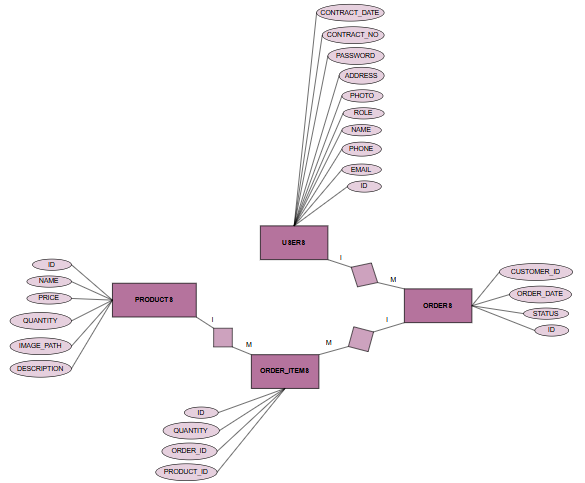 CONTRACT_DATE
CONTRACT_NO
PASSWORD
ADDRESS
PHOTO
ROLE
NAME
PHONE
EMAIL
ID
USERS
I
M
CUSTOMER_ID
ORDER_DATE
STATUS
ID
ORDERS
I
M
ID
NAME
PRICE
QUANTITY
IMAGE_PATH
DESCRIPTION
PRODUCTS
I
M
ORDER_ITEMS
ID
QUANTITY
ORDER_ID
PRODUCT_ID